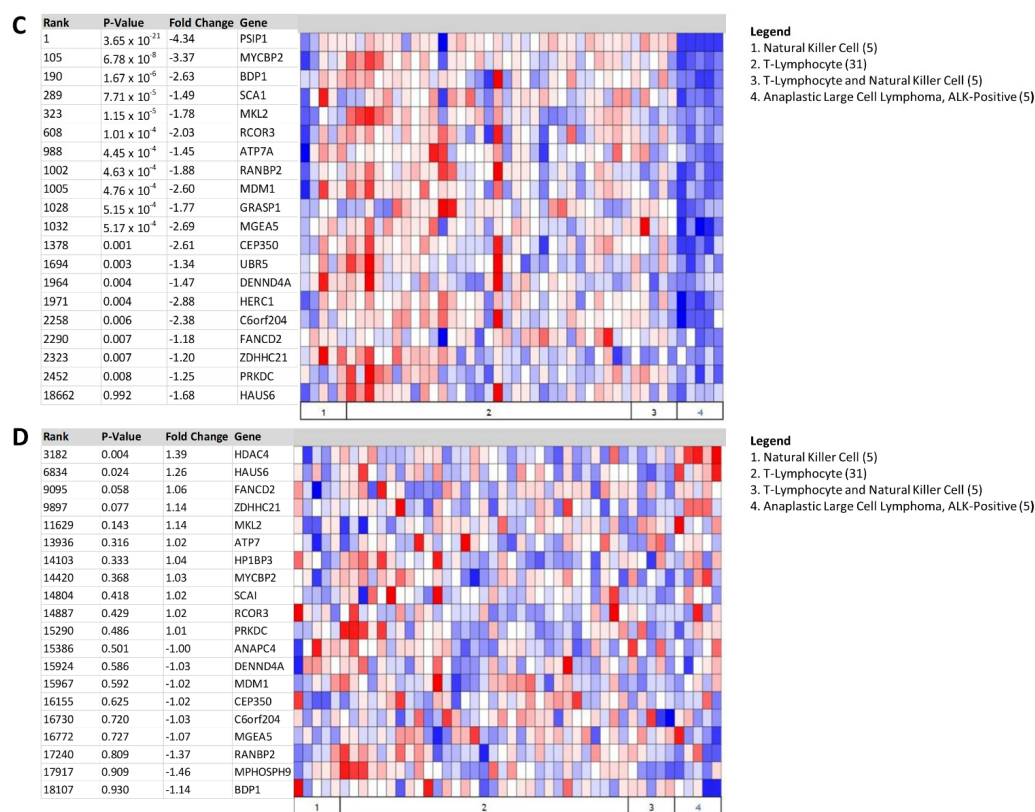 C
Rank P-Value Fold Change Gene
1 3.65 x 10⁻²¹ -4.34 PSIP1
105 6.78 x 10⁻⁸ -3.37 MYCBP2
190 1.67 x 10⁻⁶ -2.63 BDP1
289 7.71 x 10⁻⁵ -1.49 SCA1
323 1.15 x 10⁻⁵ -1.78 MKL2
608 1.01 x 10⁻⁴ -2.03 RCOR3
988 4.45 x 10⁻⁴ -1.45 ATP7A
1002 4.63 x 10⁻⁴ -1.88 RANBP2
1005 4.76 x 10⁻⁴ -2.60 MDM1
1028 5.15 x 10⁻⁴ -1.77 GRASP1
1032 5.17 x 10⁻⁴ -2.69 MGEA5
1378 0.001 -2.61 CEP350
1694 0.003 -1.34 UBR5
1964 0.004 -1.47 DENND4A
1971 0.004 -2.88 HERC1
2258 0.006 -2.38 C6orf204
2290 0.007 -1.18 FANCD2
2323 0.007 -1.20 ZDHHC21
2452 0.008 -1.25 PRKDC
18662 0.992 -1.68 HAUS6
1 2 3 4
Legend
1. Natural Killer Cell (5)
2. T-Lymphocyte (31)
3. T-Lymphocyte and Natural Killer Cell (5)
4. Anaplastic Large Cell Lymphoma, ALK-Positive (5)
D
Rank P-Value Fold Change Gene
3182 0.004 1.39 HDAC4
6834 0.024 1.26 HAUS6
9095 0.058 1.06 FANCD2
9897 0.077 1.14 ZDHHC21
11629 0.143 1.14 MKL2
13936 0.316 1.02 ATP7
14103 0.333 1.04 HP1BP3
14420 0.368 1.03 MYCBP2
14804 0.418 1.02 SCAI
14887 0.429 1.02 RCOR3
15290 0.486 1.01 PRKDC
15386 0.501 -1.00 ANAPC4
15924 0.586 -1.03 DENND4A
15967 0.592 -1.02 MDM1
16155 0.625 -1.02 CEP350
16730 0.720 -1.03 C6orf204
16772 0.727 -1.07 MGEA5
17240 0.809 -1.37 RANBP2
17917 0.909 -1.46 MPHOSPH9
18107 0.930 -1.14 BDP1
1 2 3 4
Legend
1. Natural Killer Cell (5)
2. T-Lymphocyte (31)
3. T-Lymphocyte and Natural Killer Cell (5)
4. Anaplastic Large Cell Lymphoma, ALK-Positive (5)